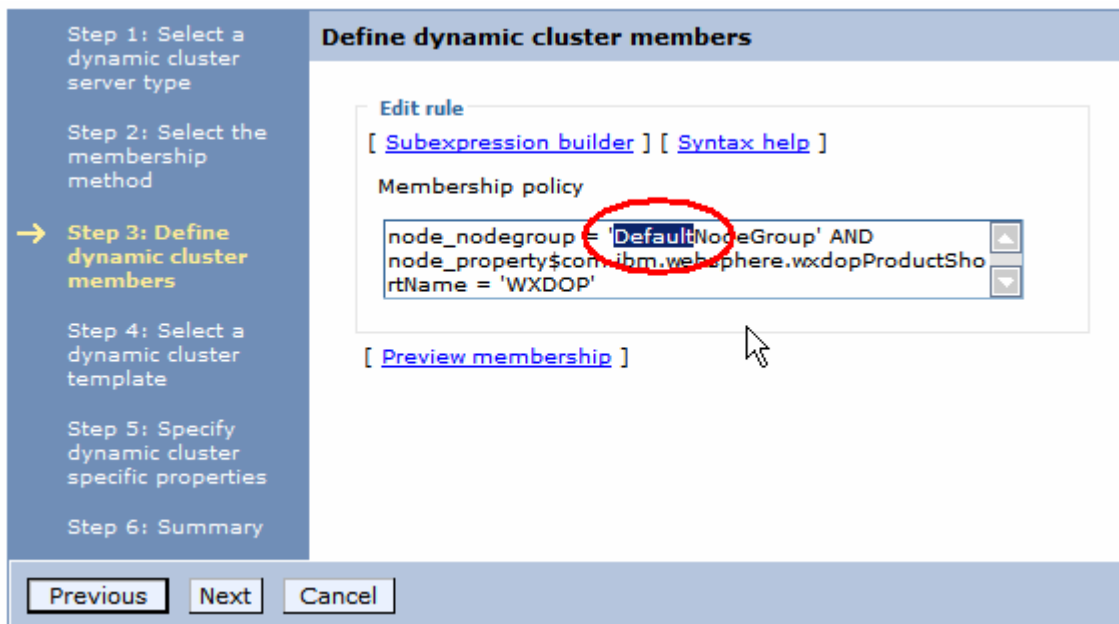 Step 1: Select a
dynamic cluster
server type
Step 2: Select the
membership
method
Step 3: Define
dynamic cluster
members
Step 4: Select a
dynamic cluster
template
Step 5: Specify
dynamic cluster
specific properties
Step 6: Summary
Define dynamic cluster members
Edit rule
[ Subexpression builder ] [ Syntax help ]
Membership policy
node_nodegroup = 'DefaultNodeGroup' AND
node_property$com.ibm.websphere.wxdopProductSho
rtName = 'WXDOP'
[ Preview membership ]
Previous Next Cancel